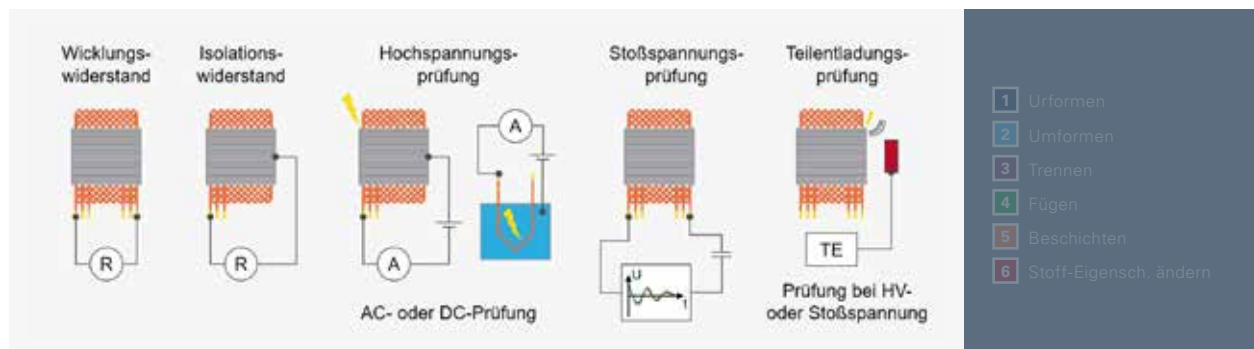 Wicklungs-
widerstand
Isolations-
widerstand
Hochspannungs-
prüfung
Stoßspannungs-
prüfung
Teilentladungs-
prüfung
R
R
A
A
AC- oder DC-Prüfung
U
t
TE
Prüfung bei HV-
oder Stoßspannung
1 Urformen
2 Umformen
3 Trennen
4 Fügen
5 Beschichten
6 Stoff-Eigensch. ändern